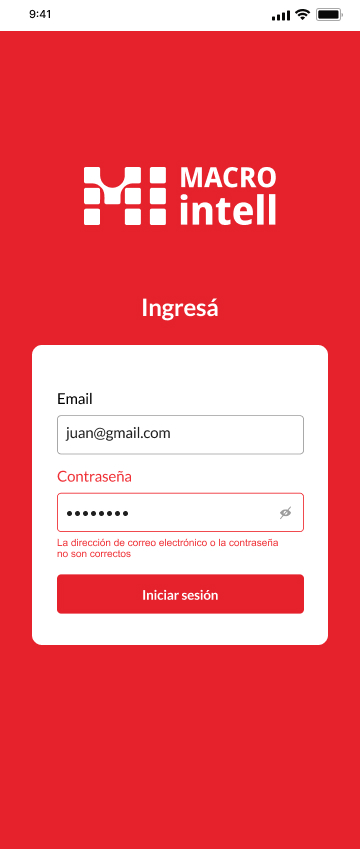 9:41
MACRO
intell
Ingresá
Email
juan@gmail.com
Contraseña
La dirección de correo electrónico o la contraseña
no son correctos
Iniciar sesión